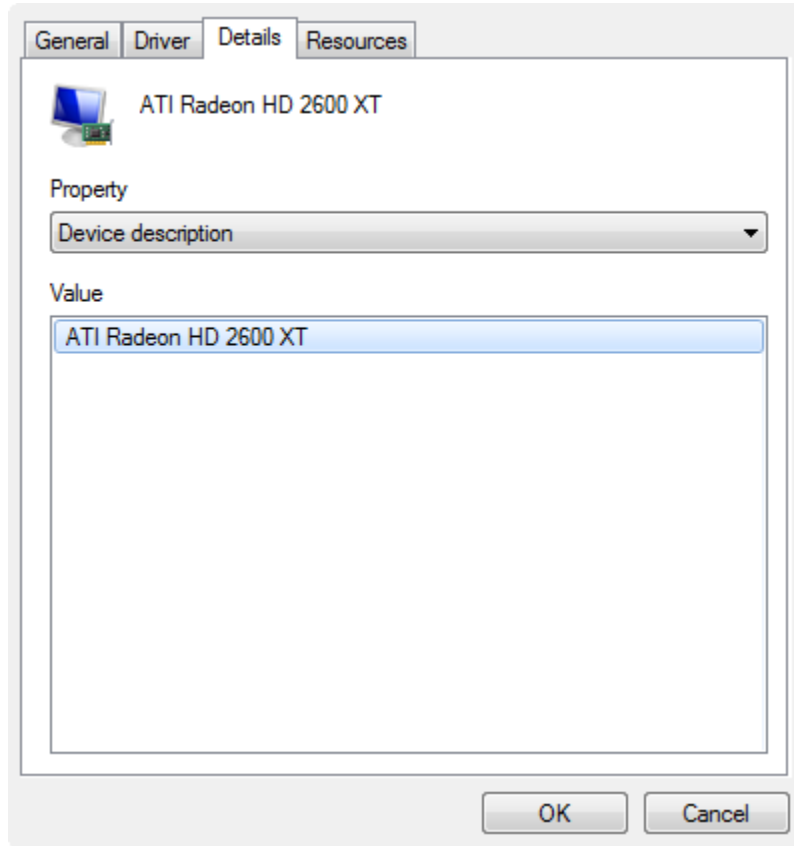 General Driver Details Resources
ATI Radeon HD 2600 XT
Property
Device description
Value
ATI Radeon HD 2600 XT
OK Cancel